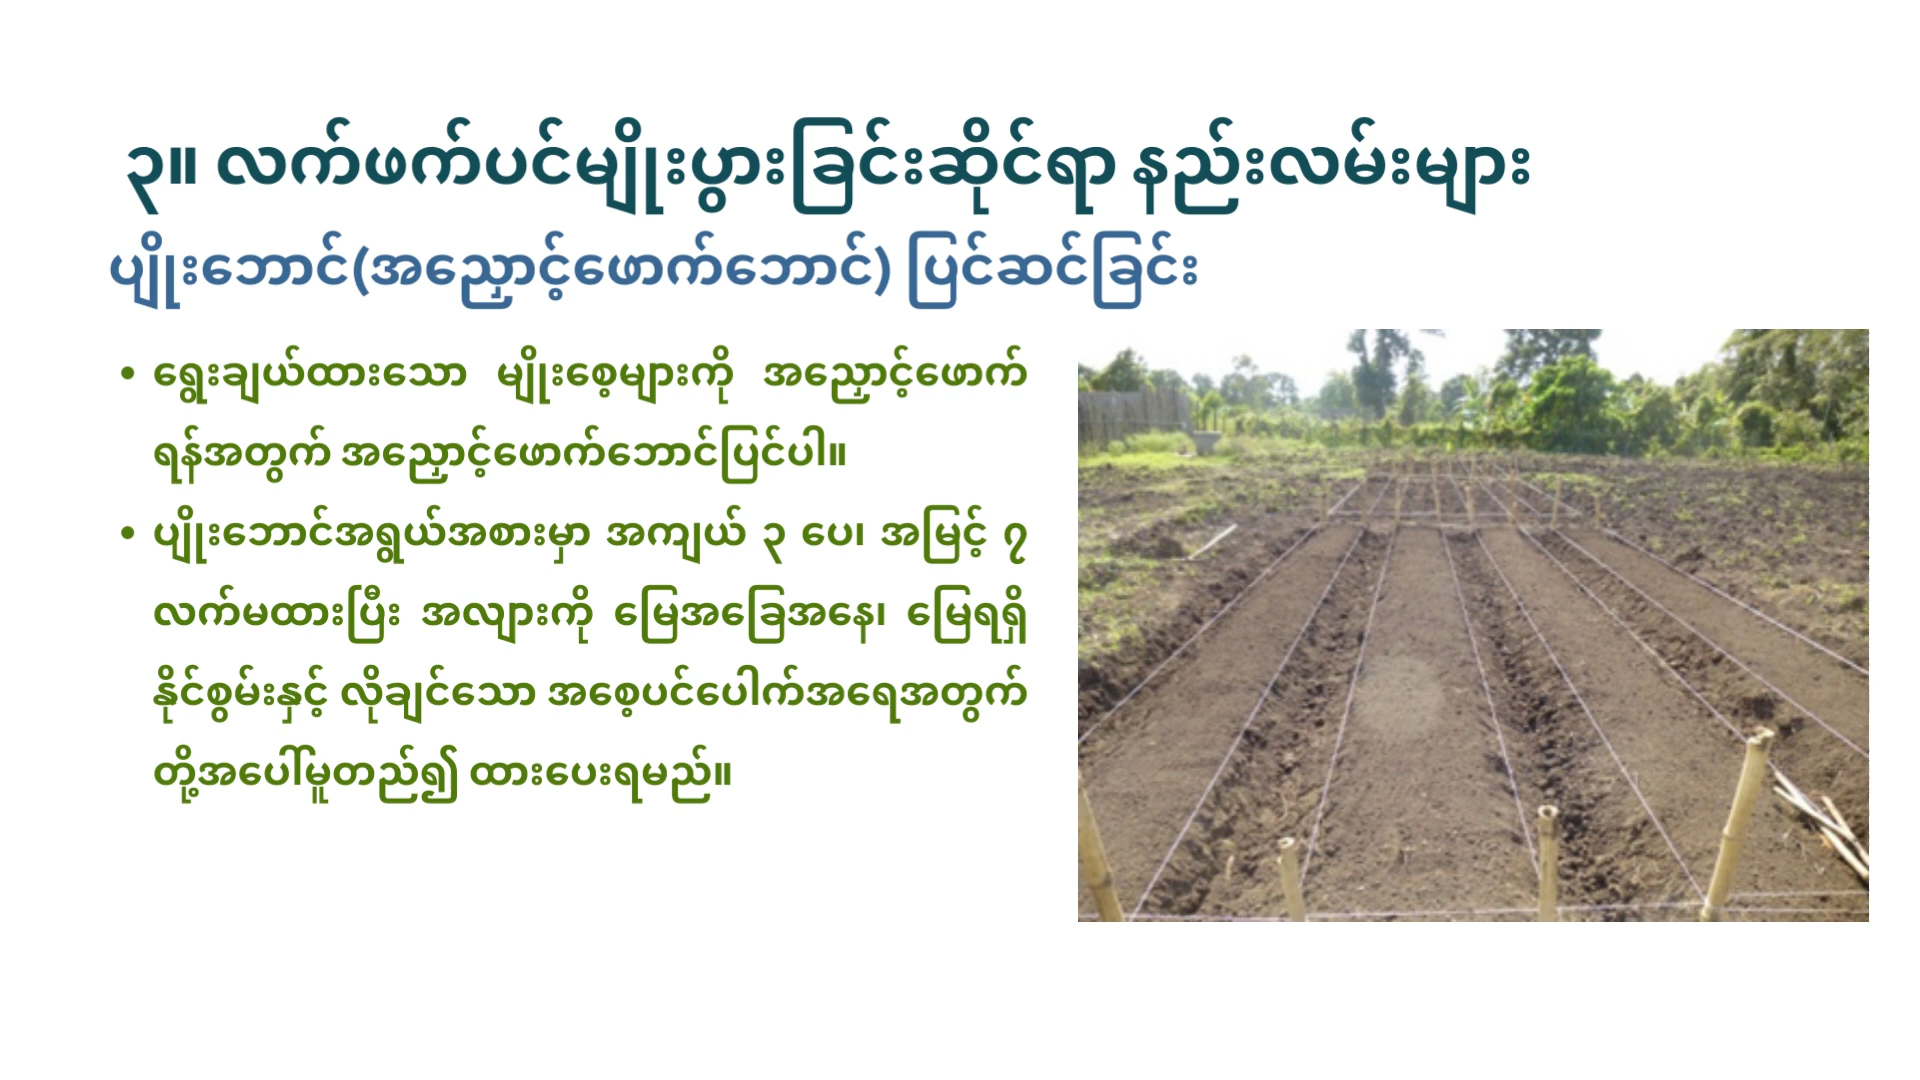 ၃။ လက်ဖက်ပင်မျိုးပွားခြင်းဆိုင်ရာ နည်းလမ်းများ
ပျိုးဘောင်(အညှောင့်ဖောက်ဘောင်) ပြင်ဆင်ခြင်း
• ရွေးချယ်ထားသော မျိုးစေ့များကို အညှောင့်ဖောက်
ရန်အတွက် အညှောင့်ဖောက်ဘောင်ပြင်ပါ။
• ပျိုးဘောင်အရွယ်အစားမှာ အကျယ် ၃ ပေ၊ အမြင့် ၇
လက်မထားပြီး အလျားကို မြေအခြေအနေ၊ မြေရရှိ
နိုင်စွမ်းနှင့် လိုချင်သော အစေ့ပင်ပေါက်အရေအတွက်
တို့အပေါ်မူတည်၍ ထားပေးရမည်။